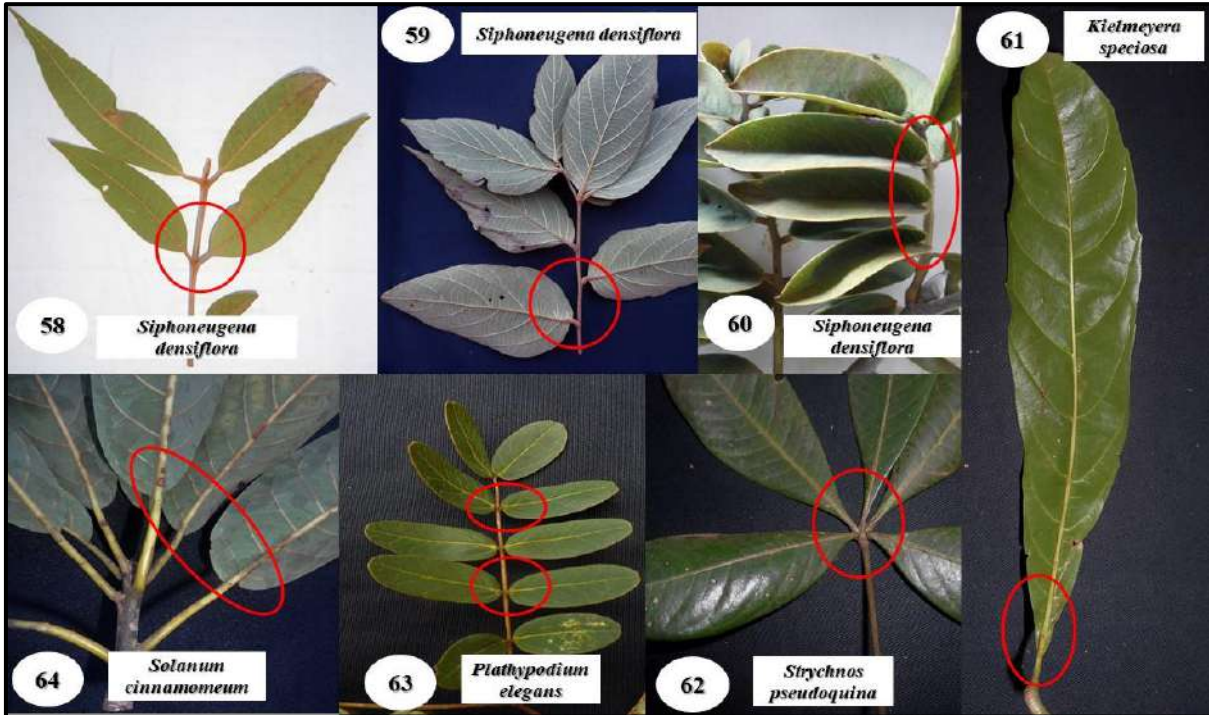 58
Siphoneugena
densiflora
59
Siphoneugena densiflora
60
Siphoneugena
densiflora
61
Kielmeyera
speciosa
64
Solanum
cinnamomeum
63
Plathypodium
elegans
62
Strychnos
pseudoquina